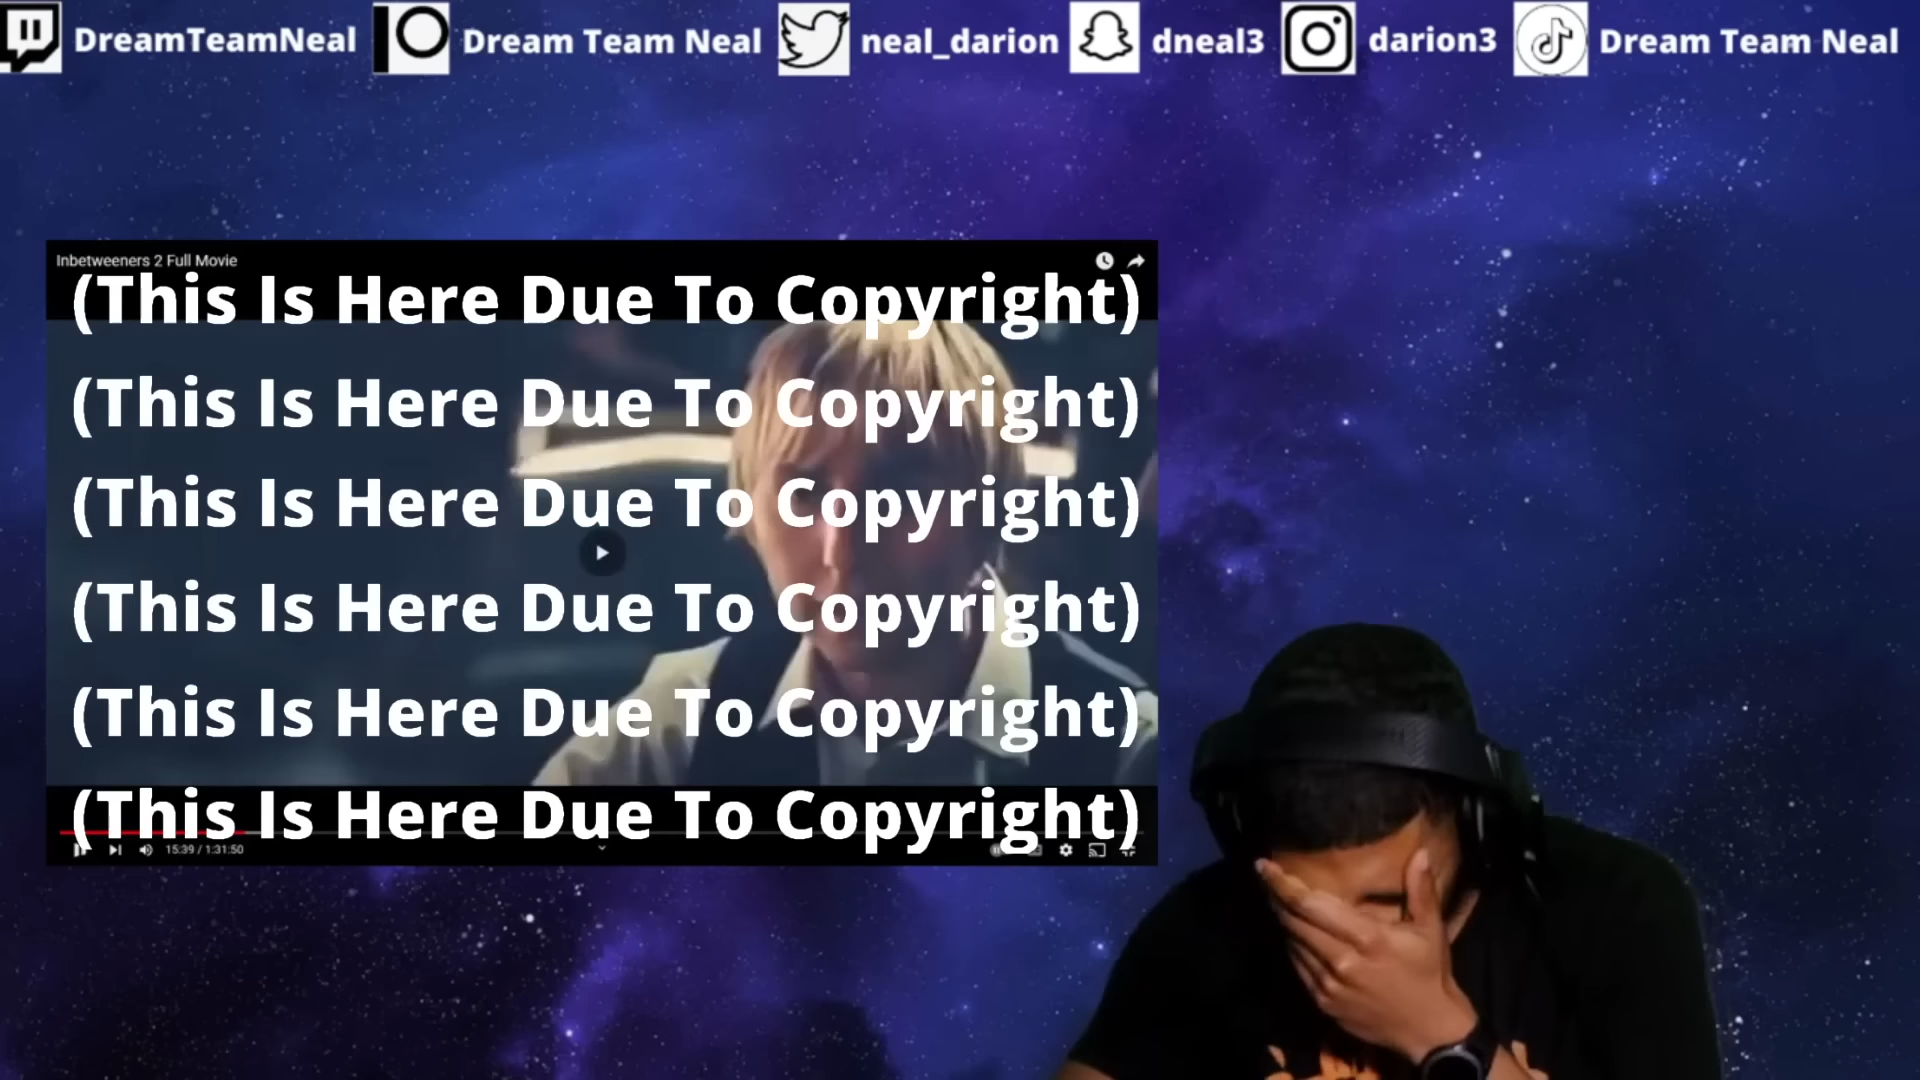 DreamTeamNeal Dream Team Neal neal_darion dneal3 darion3 Dream Team Neal
Inbetweeners 2 Full Movie
(This Is Here Due To Copyright)
(This Is Here Due To Copyright)
(This Is Here Due To Copyright)
(This Is Here Due To Copyright)
(This Is Here Due To Copyright)
(This Is Here Due To Copyright)
15:39 / 1:31:50